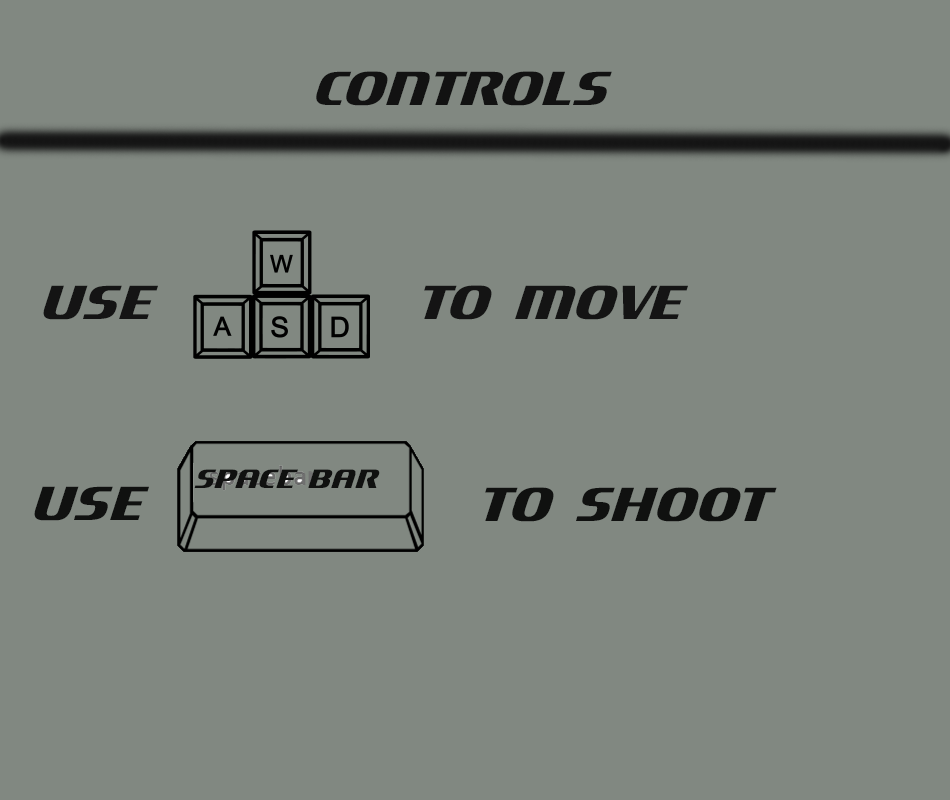 CONTROLS
W
USE A S D TO MOVE
SPACE BAR
USE TO SHOOT